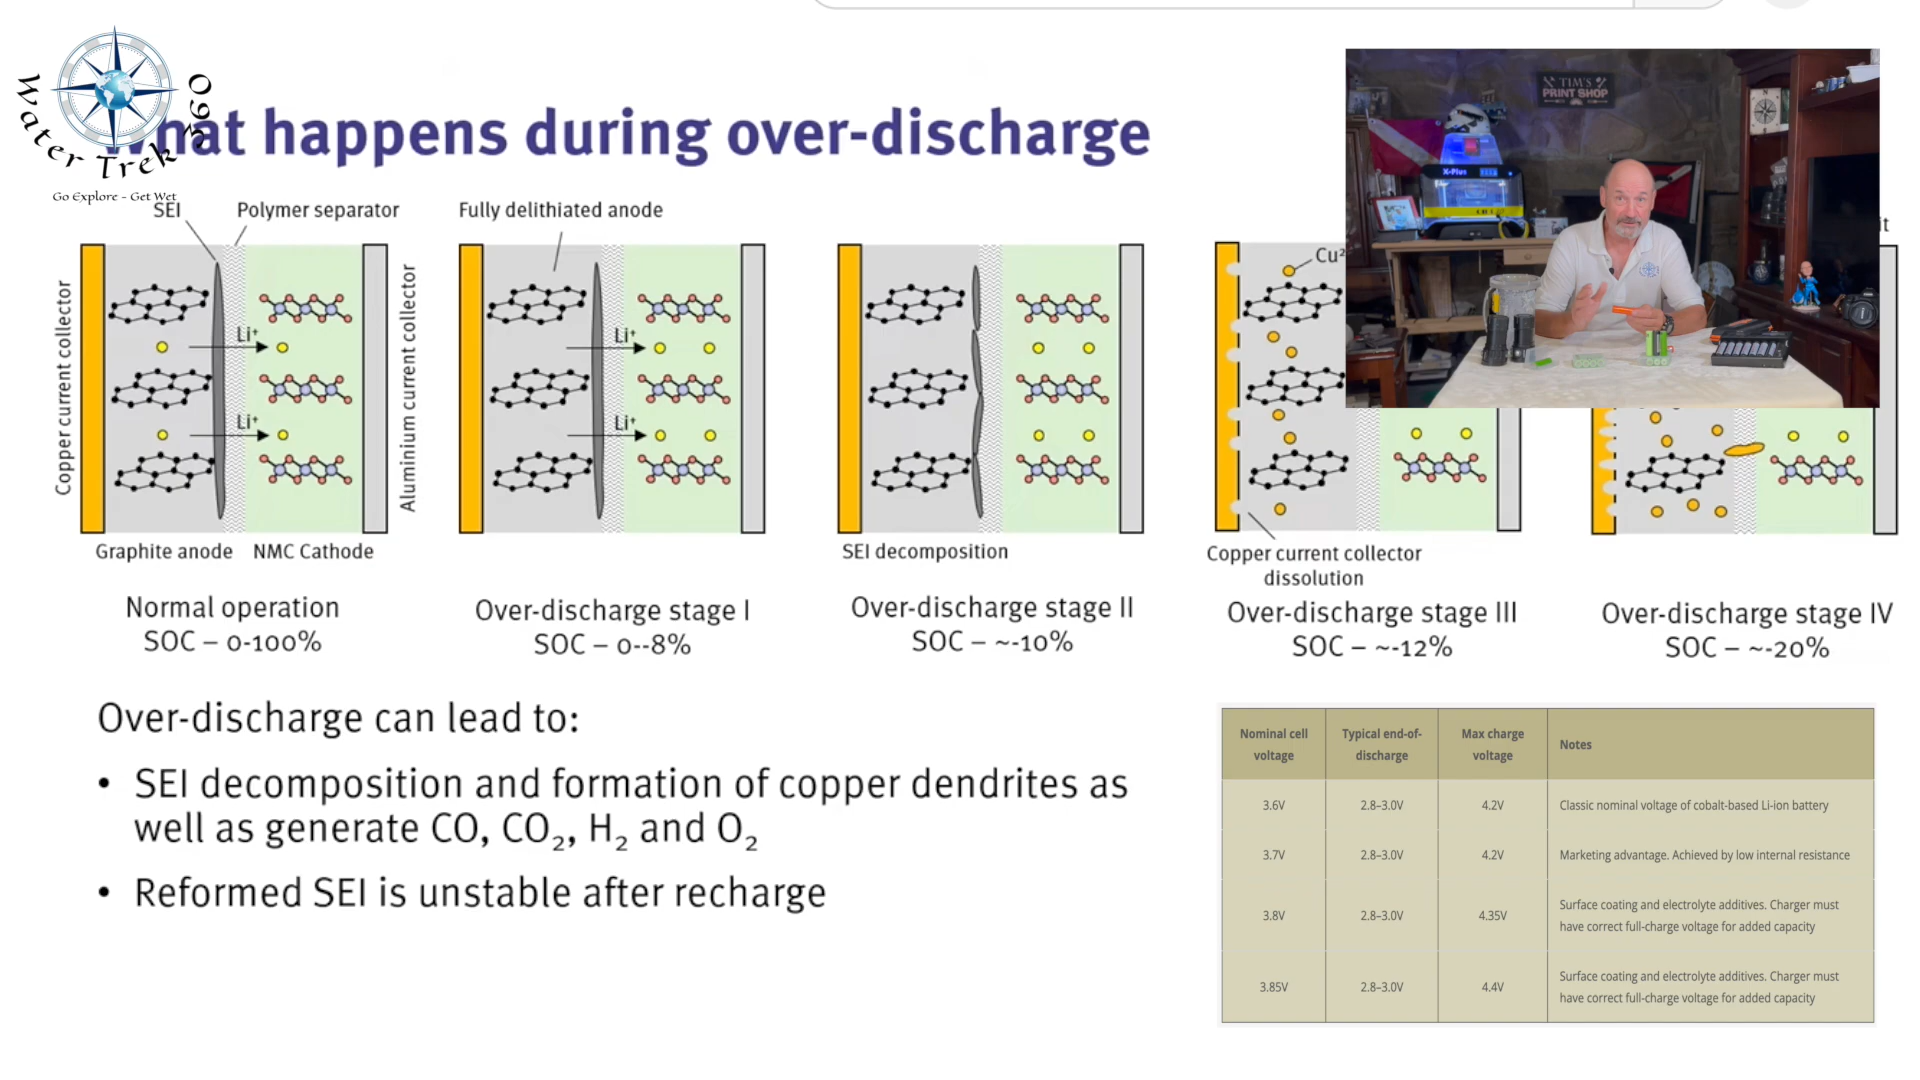 Water Trek 360
Go Explore - Get Wet
What happens during over-discharge
SEI
Polymer separator
Fully delithiated anode
Copper current collector
Aluminium current collector
Li⁺
Li⁺
Li⁺
Li⁺
Graphite anode
NMC Cathode
SEI decomposition
Copper current collector
dissolution
Normal operation
SOC – 0-100%
Over-discharge stage I
SOC – 0--8%
Over-discharge stage II
SOC – ~-10%
Over-discharge stage III
SOC – ~-12%
Over-discharge stage IV
SOC – ~-20%
TIM'S
PRINT SHOP
X-Plus
Over-discharge can lead to:
• SEI decomposition and formation of copper dendrites as
well as generate CO, CO₂, H₂ and O₂
• Reformed SEI is unstable after recharge
Nominal cell
voltage
Typical end-of-
discharge
Max charge
voltage
Notes
3.6V 2.8–3.0V 4.2V Classic nominal voltage of cobalt-based Li-ion battery
3.7V 2.8–3.0V 4.2V Marketing advantage. Achieved by low internal resistance
3.8V 2.8–3.0V 4.35V Surface coating and electrolyte additives. Charger must
have correct full-charge voltage for added capacity
3.85V 2.8–3.0V 4.4V Surface coating and electrolyte additives. Charger must
have correct full-charge voltage for added capacity